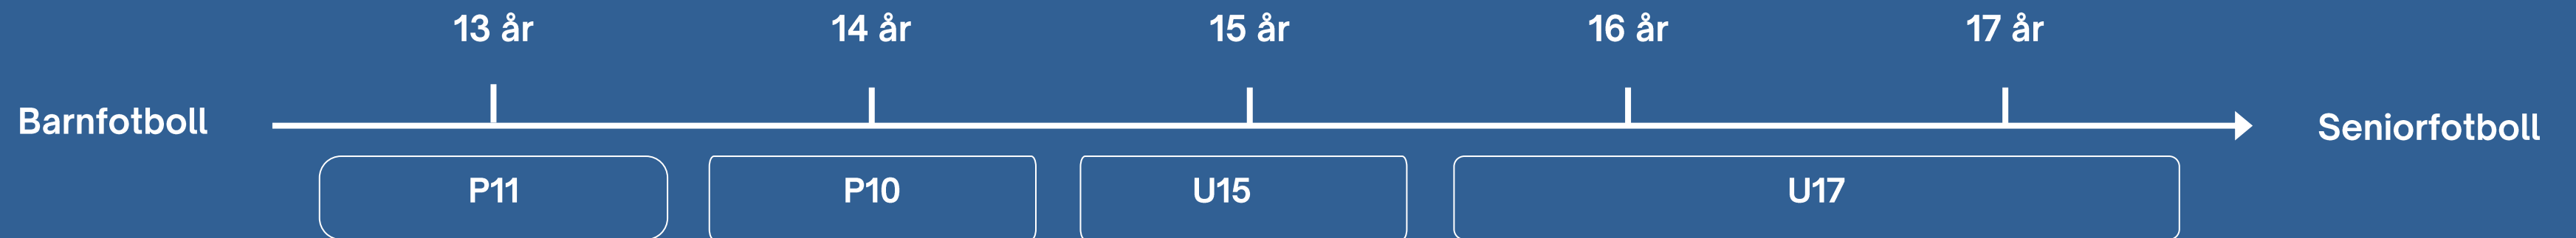 13 år
14 år
15 år
16 år
17 år
Barnfotboll
Seniorfotboll
P11
P10
U15
U17